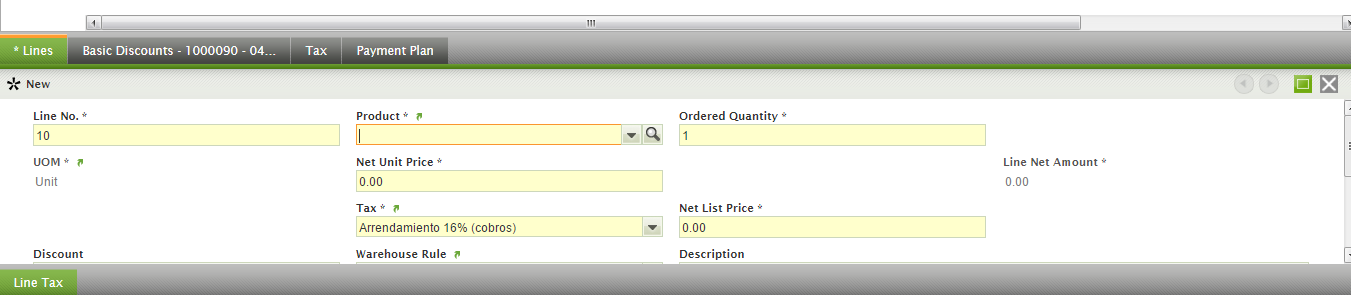 * Lines Basic Discounts - 1000090 - 04... Tax Payment Plan
New
Line No. * Product * Ordered Quantity *
10 1
UOM * Net Unit Price * Line Net Amount *
Unit 0.00 0.00
Tax * Net List Price *
Arrendamiento 16% (cobros) 0.00
Discount Warehouse Rule Description
Line Tax